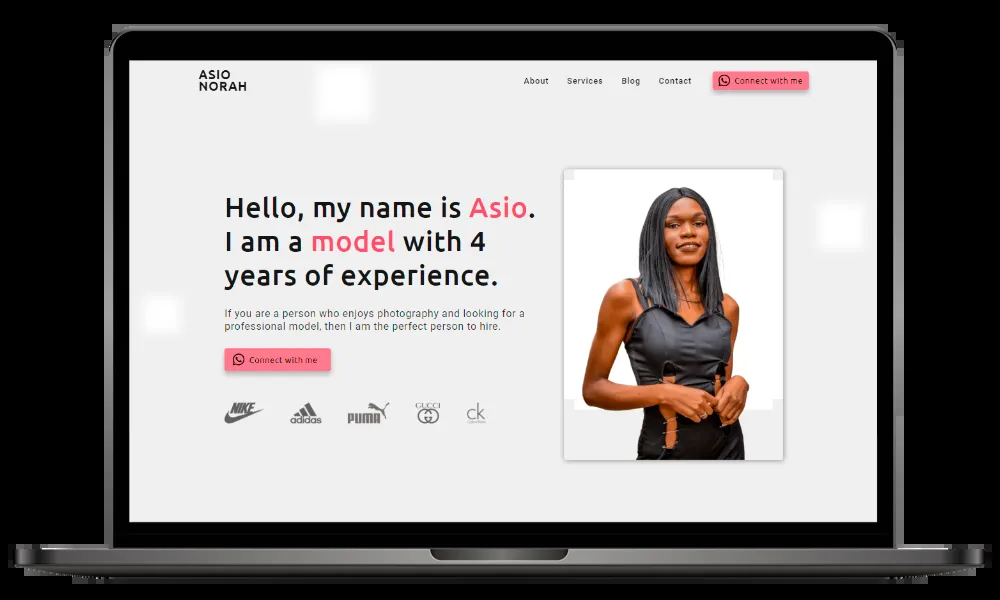 ASIO
NORAH
About Services Blog Contact Connect with me
Hello, my name is Asio.
I am a model with 4
years of experience.
If you are a person who enjoys photography and looking for a
professional model, then I am the perfect person to hire.
Connect with me
NIKE adidas PUMA GUCCI ck